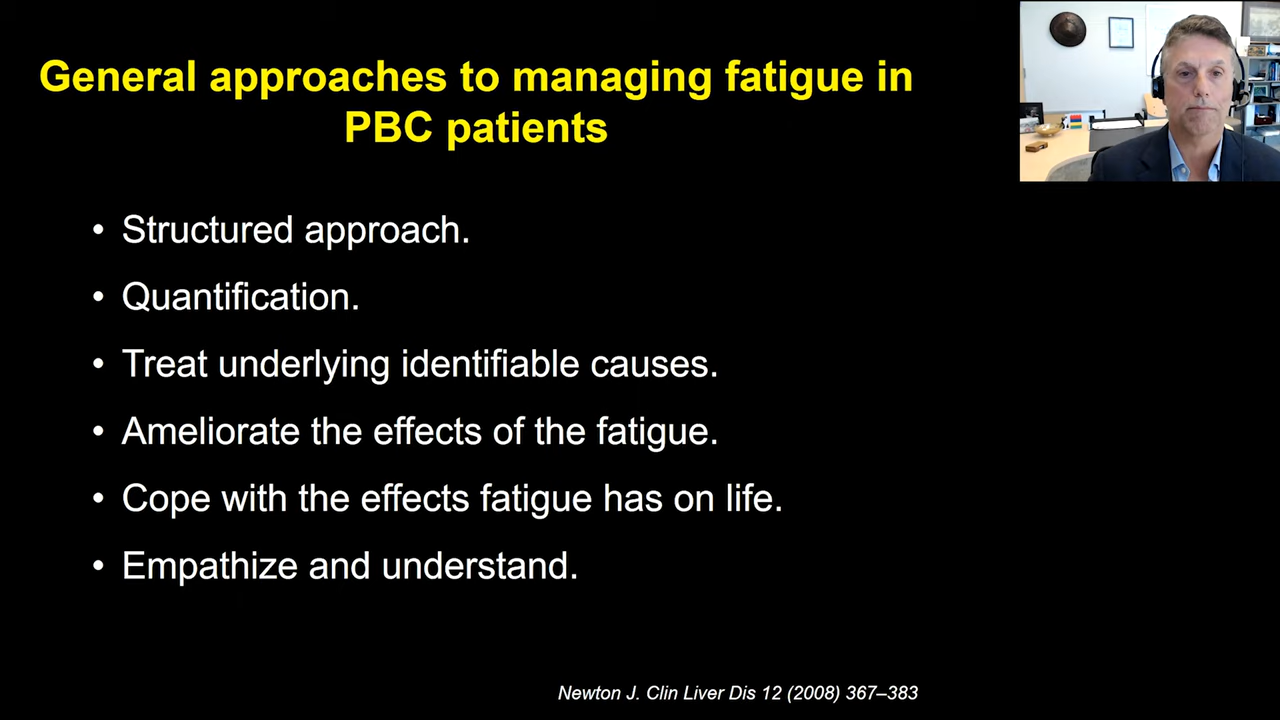 General approaches to managing fatigue in
PBC patients
• Structured approach.
• Quantification.
• Treat underlying identifiable causes.
• Ameliorate the effects of the fatigue.
• Cope with the effects fatigue has on life.
• Empathize and understand.
Newton J. Clin Liver Dis 12 (2008) 367–383